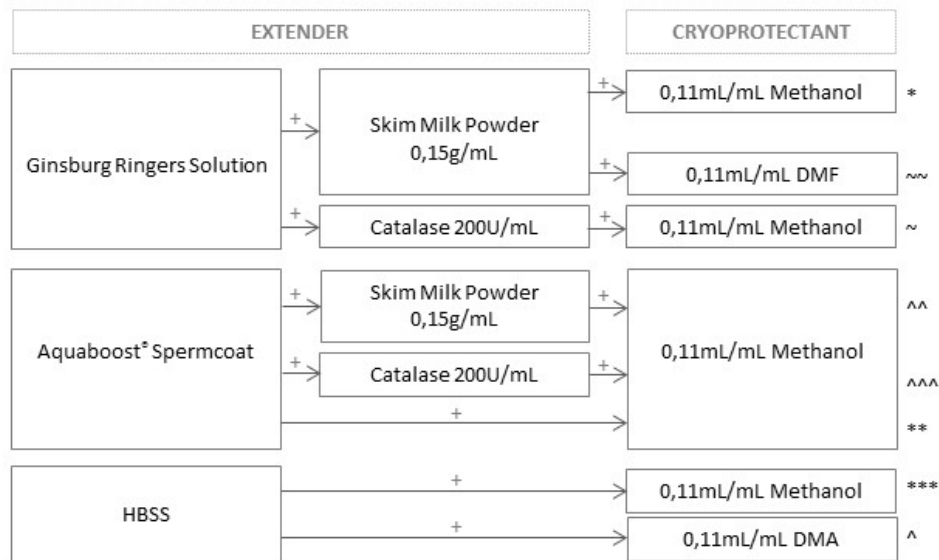 EXTENDER
CRYOPROTECTANT
Ginsburg Ringers Solution
+
Skim Milk Powder
0,15g/mL
+
0,11mL/mL Methanol
*
+
0,11mL/mL DMF
~~
+
Catalase 200U/mL
+
0,11mL/mL Methanol
~
Aquaboost® Spermcoat
+
Skim Milk Powder
0,15g/mL
+
^^
0,11mL/mL Methanol
+
Catalase 200U/mL
+
^^^
+
**
HBSS
+
0,11mL/mL Methanol
***
+
0,11mL/mL DMA
^